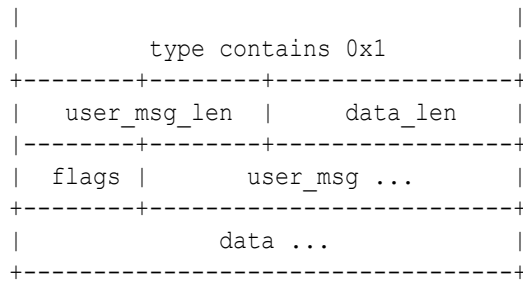 type contains 0x1
user_msg_len | data_len
flags | user_msg ...
data ...